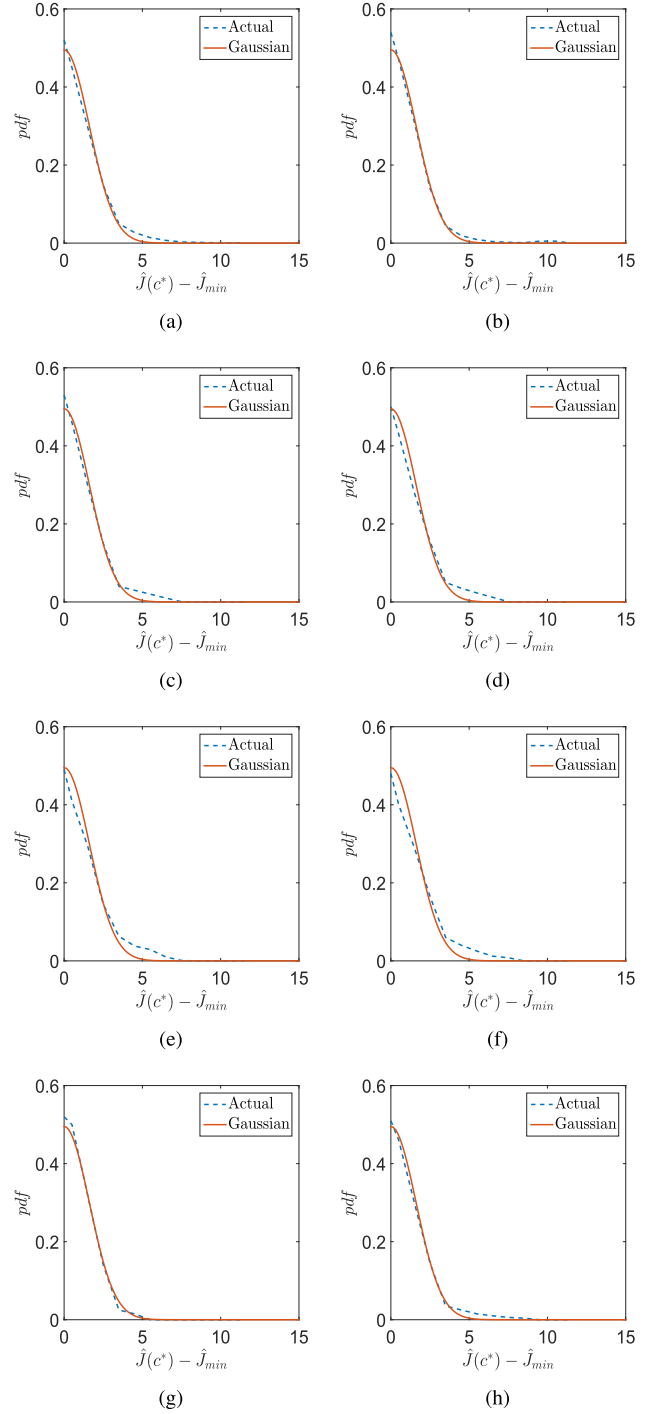 0.6
0.4
0.2
0
pdf
Actual
Gaussian
0 5 10 15
Ĵ(c*) − Ĵmin
(a)
0.6
0.4
0.2
0
pdf
Actual
Gaussian
0 5 10 15
Ĵ(c*) − Ĵmin
(b)
0.6
0.4
0.2
0
pdf
Actual
Gaussian
0 5 10 15
Ĵ(c*) − Ĵmin
(c)
0.6
0.4
0.2
0
pdf
Actual
Gaussian
0 5 10 15
Ĵ(c*) − Ĵmin
(d)
0.6
0.4
0.2
0
pdf
Actual
Gaussian
0 5 10 15
Ĵ(c*) − Ĵmin
(e)
0.6
0.4
0.2
0
pdf
Actual
Gaussian
0 5 10 15
Ĵ(c*) − Ĵmin
(f)
0.6
0.4
0.2
0
pdf
Actual
Gaussian
0 5 10 15
Ĵ(c*) − Ĵmin
(g)
0.6
0.4
0.2
0
pdf
Actual
Gaussian
0 5 10 15
Ĵ(c*) − Ĵmin
(h)